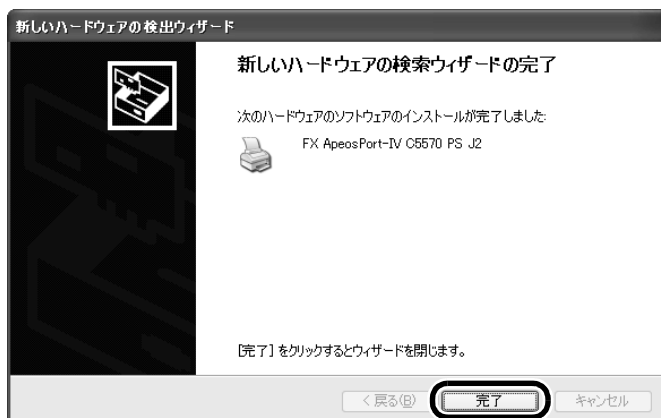 新しいハードウェアの検出ウィザード
新しいハードウェアの検索ウィザードの完了
次のハードウェアのソフトウェアのインストールが完了しました:
FX ApeosPort-IV C5570 PS J2
[完了] をクリックするとウィザードを閉じます。
< 戻る(B) 完了 キャンセル